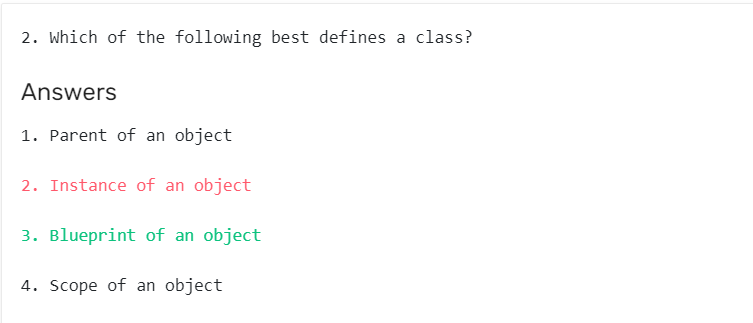 2. Which of the following best defines a class?
Answers
1. Parent of an object
2. Instance of an object
3. Blueprint of an object
4. Scope of an object